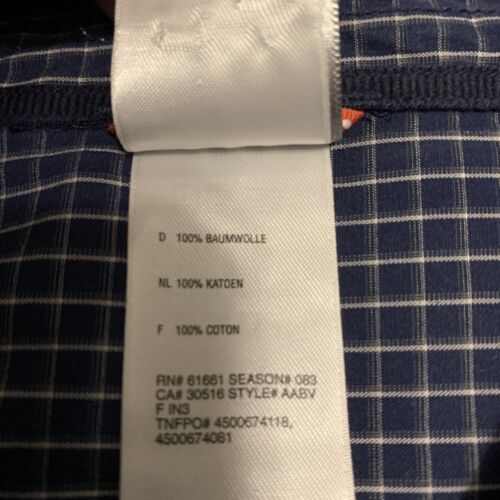 D 100% BAUMWOLLE
NL 100% KATOEN
F 100% COTON
RN# 61661 SEASON# 083
CA# 30516 STYLE# AABV
F IN3
TNFPO# 4500674118,
4500674081